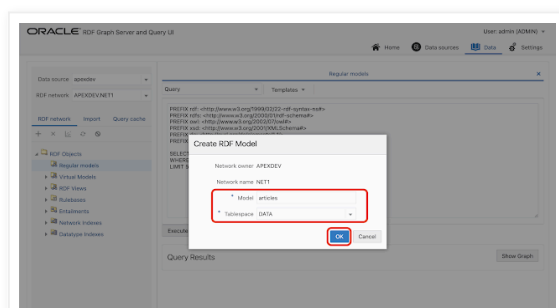 ORACLE RDF Graph Server and Query UI
User: admin (ADMIN)
Home
Data sources
Data
Settings
Data source apexdev
RDF network APEXDEV.NET1
RDF network
Import
Query cache
RDF Objects
Regular models
Virtual Models
RDF Views
Rulebases
Entailments
Network Indexes
Datatype Indexes
Regular models
Query
Templates
PREFIX rdf: <http://www.w3.org/1999/02/22-rdf-syntax-ns#>
PREFIX rdfs: <http://www.w3.org/2000/01/rdf-schema#>
PREFIX owl: <http://www.w3.org/2002/07/owl#>
PREFIX xsd: <http://www.w3.org/2001/XMLSchema#>
PREFIX
PREFIX
SELECT
WHERE
LIMIT
Create RDF Model
Network owner APEXDEV
Network name NET1
* Model articles
* Tablespace DATA
OK
Cancel
Execute
Query Results
Show Graph